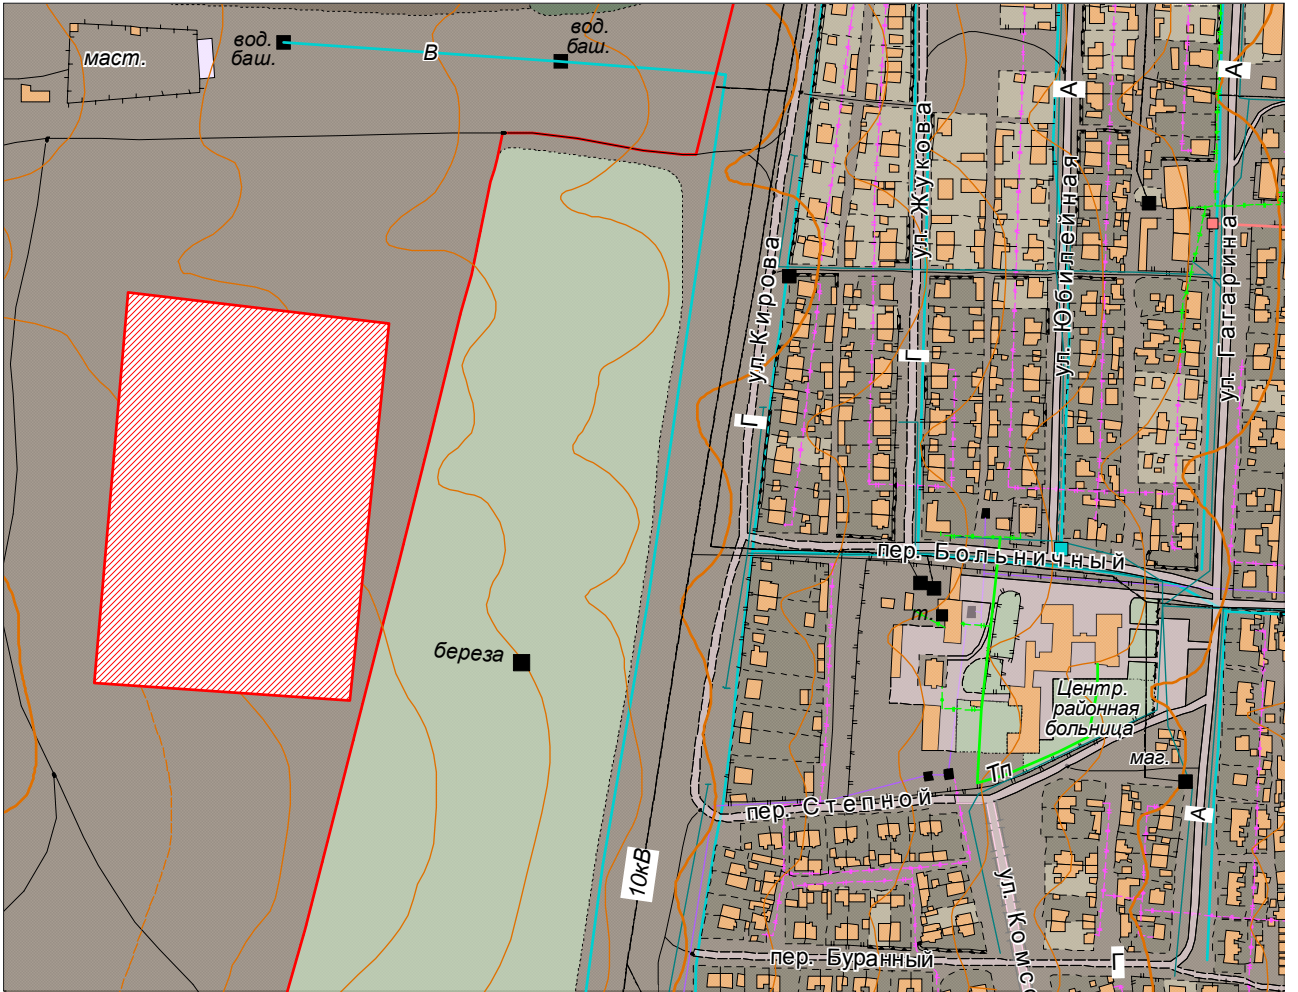 маст.
вод.
баш.
В
вод.
баш.
А
А
ул. Жукова
ул. Юбилейная
ул. Кирова
ул. Гагарина
Г
Г
пер. Больничный
т.
береза
Центр.
районная
больница
маг.
Тп
пер. Степной
А
10кВ
ул. Комсо
пер. Буранный
Г